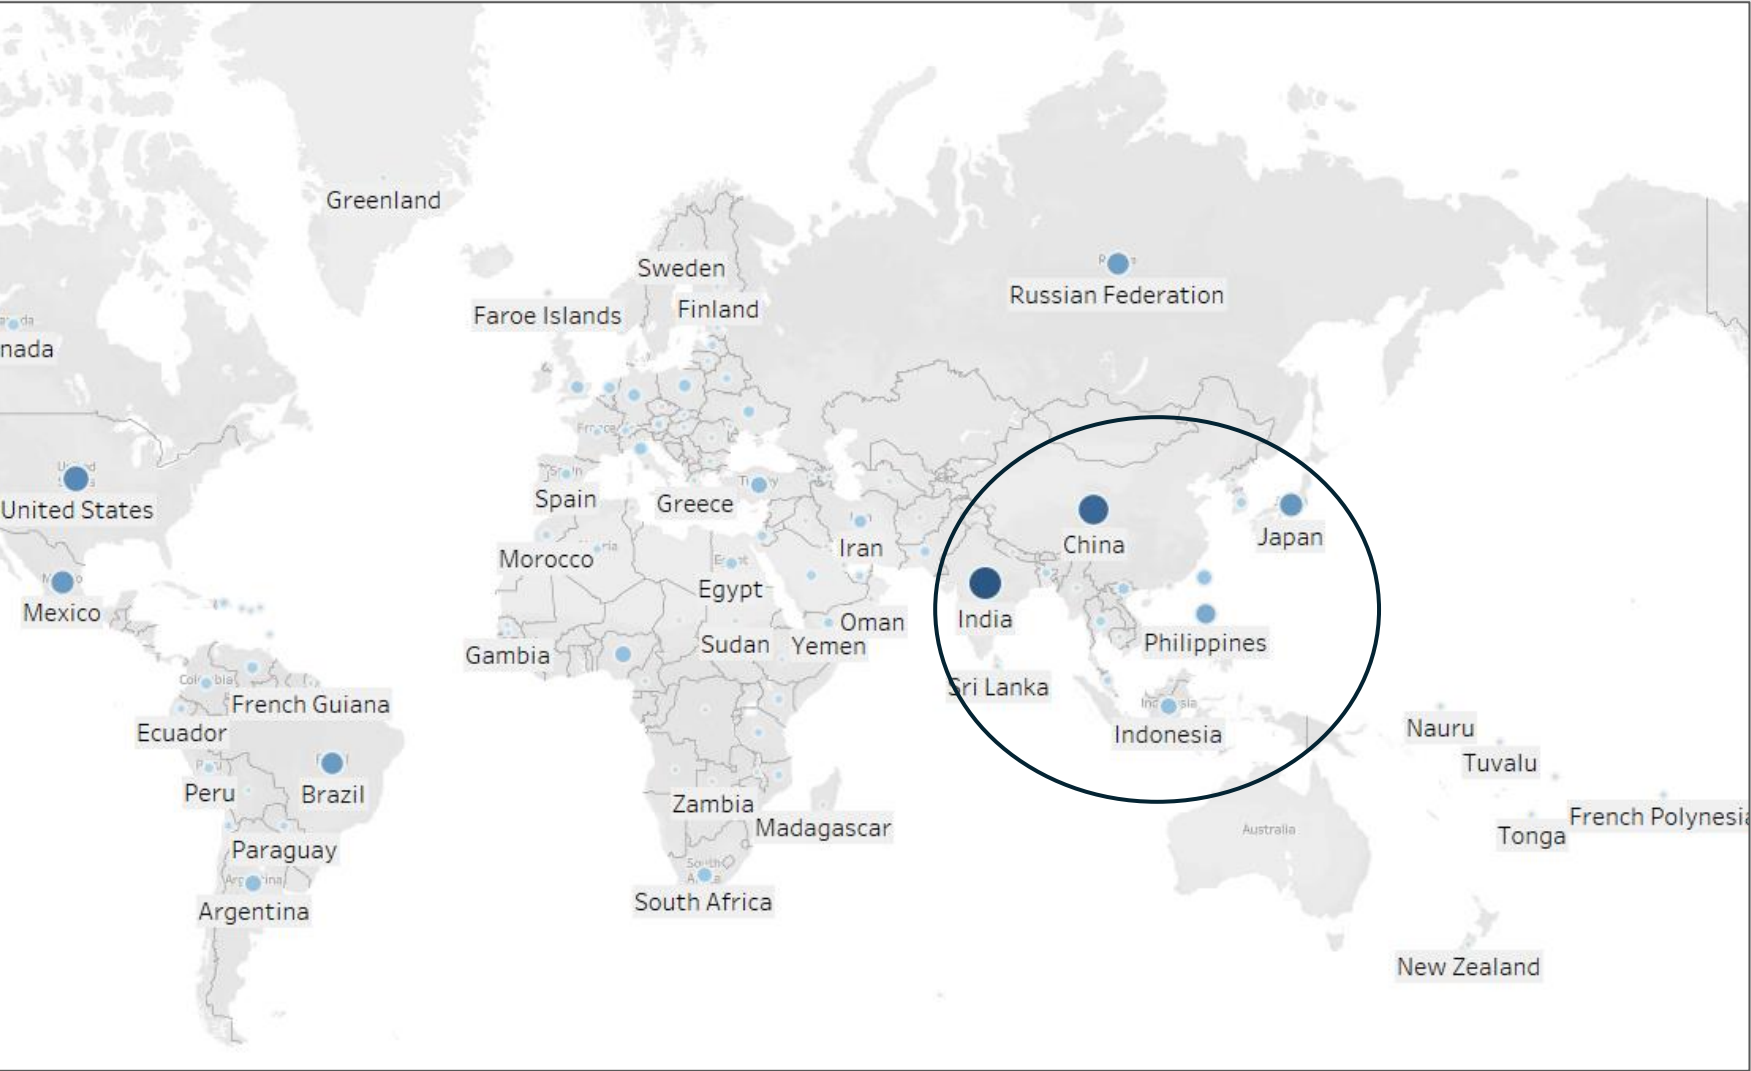 Greenland
Sweden
Finland
Faroe Islands
Russian Federation
nada
United States
Mexico
France
Spain
Spain
Greece
Morocco
Egypt
Iran
China
Japan
India
Gambia
Sudan
Yemen
Oman
Philippines
Sri Lanka
Indonesia
French Guiana
Ecuador
Peru
Brazil
Paraguay
Argentina
Zambia
Madagascar
South Africa
Australia
Nauru
Tuvalu
French Polynesia
Tonga
New Zealand